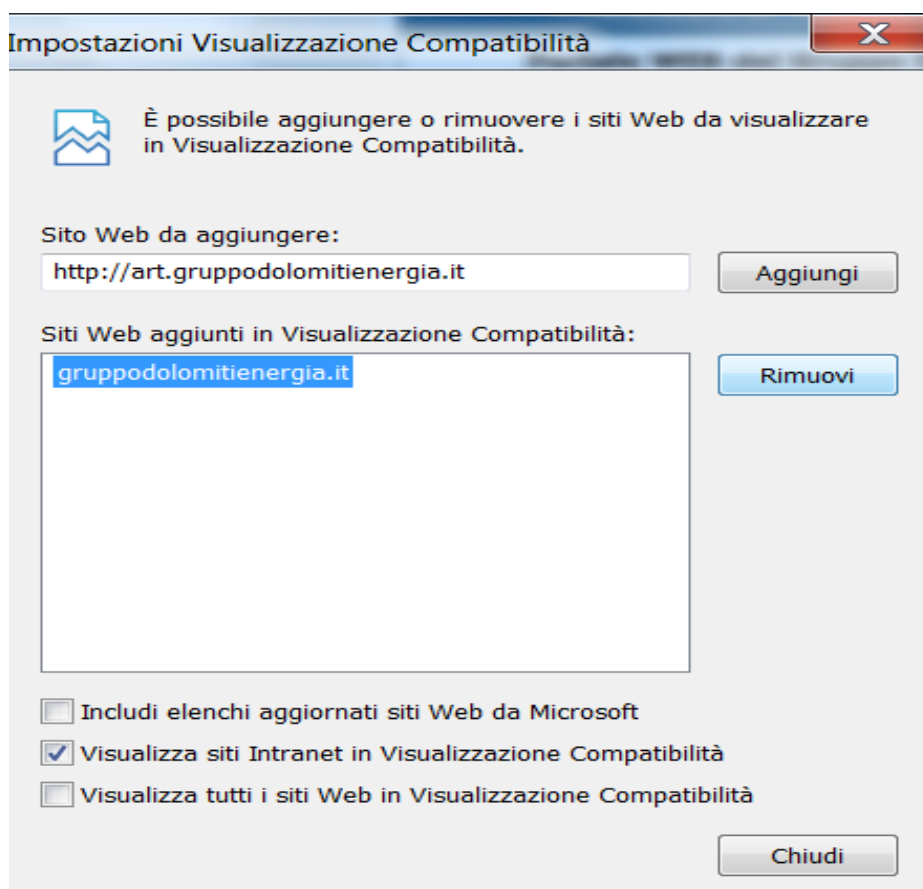 Impostazioni Visualizzazione Compatibilità
È possibile aggiungere o rimuovere i siti Web da visualizzare
in Visualizzazione Compatibilità.
Sito Web da aggiungere:
http://art.gruppodolomitienergia.it
Aggiungi
Siti Web aggiunti in Visualizzazione Compatibilità:
gruppodolomitienergia.it
Rimuovi
Includi elenchi aggiornati siti Web da Microsoft
Visualizza siti Intranet in Visualizzazione Compatibilità
Visualizza tutti i siti Web in Visualizzazione Compatibilità
Chiudi